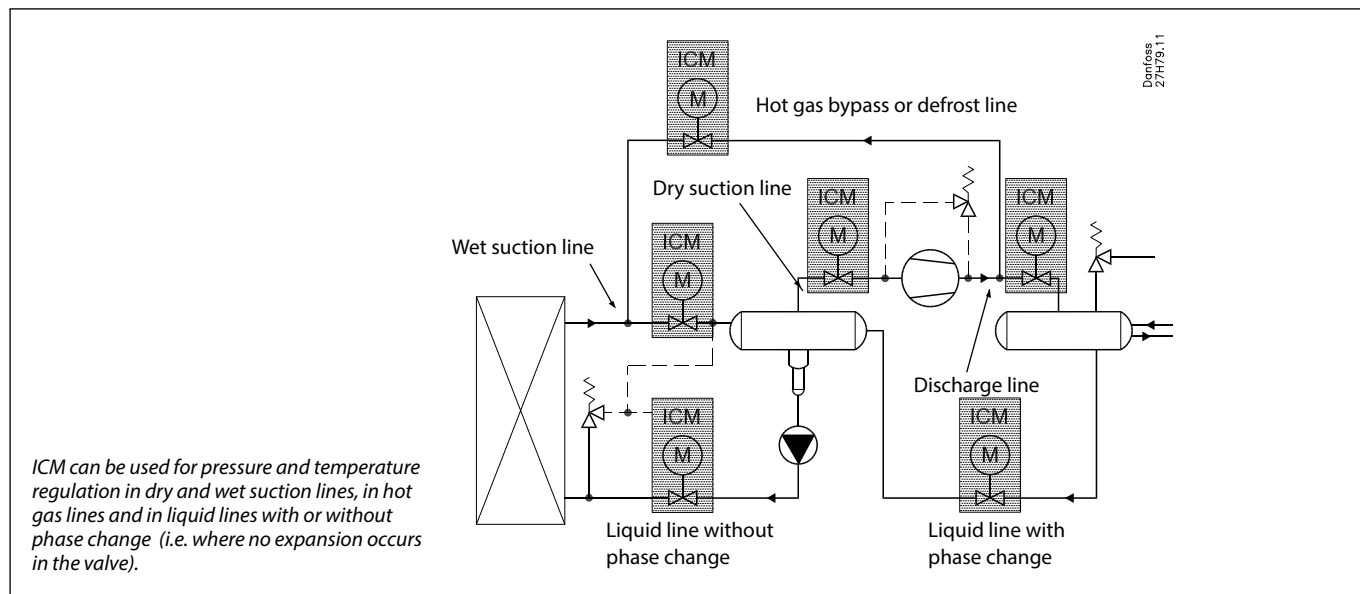 Danfoss
27H79.11
ICM
M
Hot gas bypass or defrost line
Dry suction line
ICM
M
ICM
M
Wet suction line
ICM
M
Discharge line
ICM
M
ICM
M
Liquid line without
phase change
Liquid line with
phase change
ICM can be used for pressure and temperature
regulation in dry and wet suction lines, in hot
gas lines and in liquid lines with or without
phase change (i.e. where no expansion occurs
in the valve).